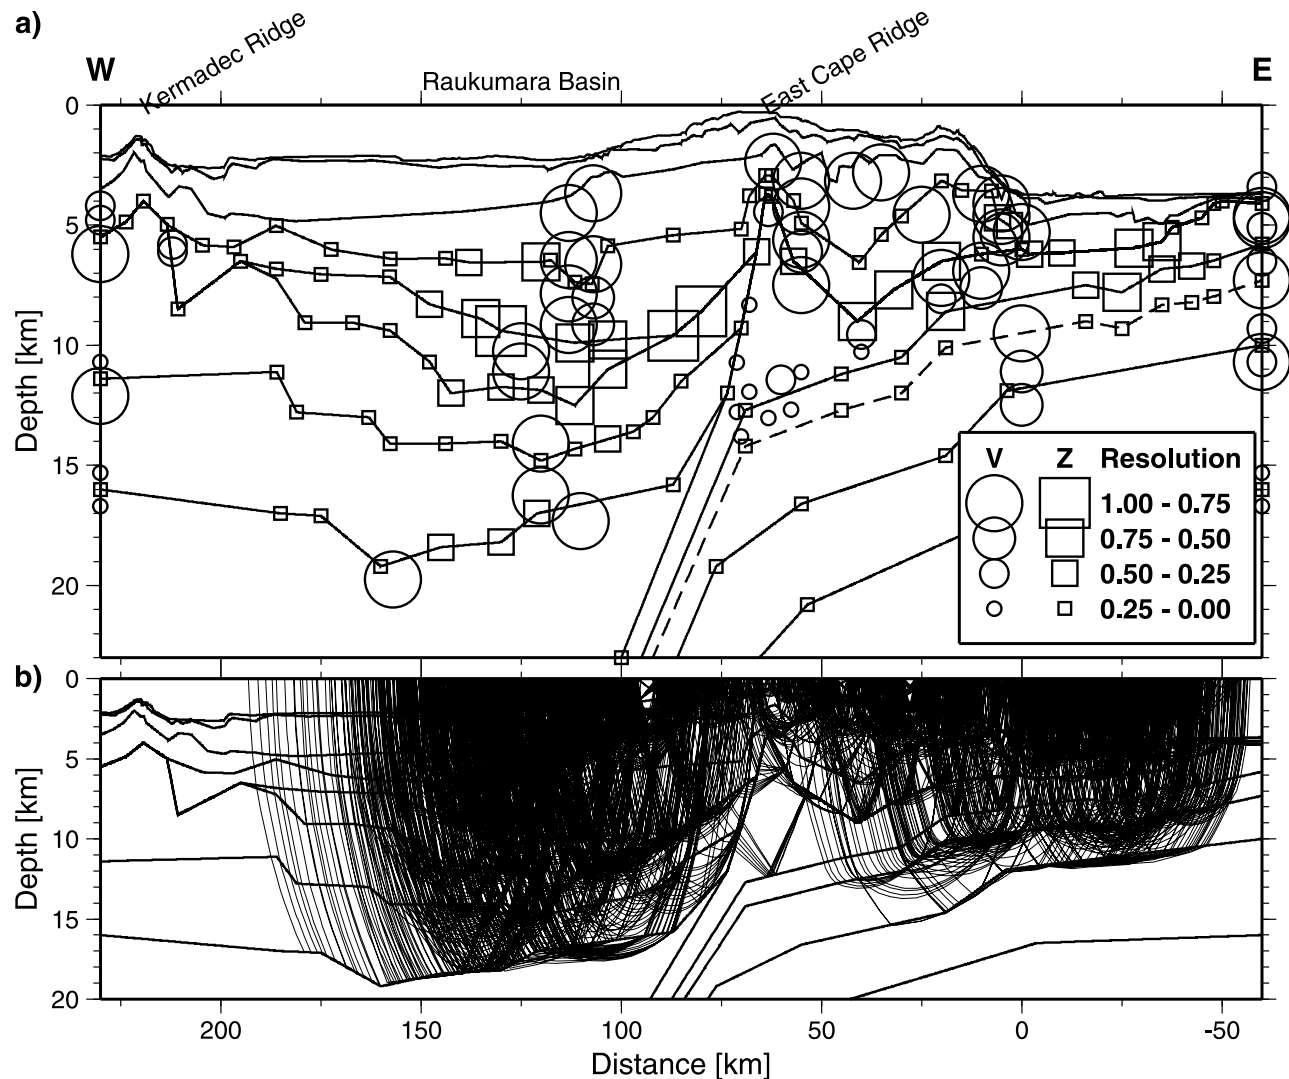 a)
Kermadec Ridge
East Cape Ridge
W
Raukumara Basin
E
0
5
10
15
20
Depth [km]
V Z Resolution
1.00 - 0.75
0.75 - 0.50
0.50 - 0.25
0.25 - 0.00
b)
0
5
10
15
20
Depth [km]
200 150 100 50 0 -50
Distance [km]